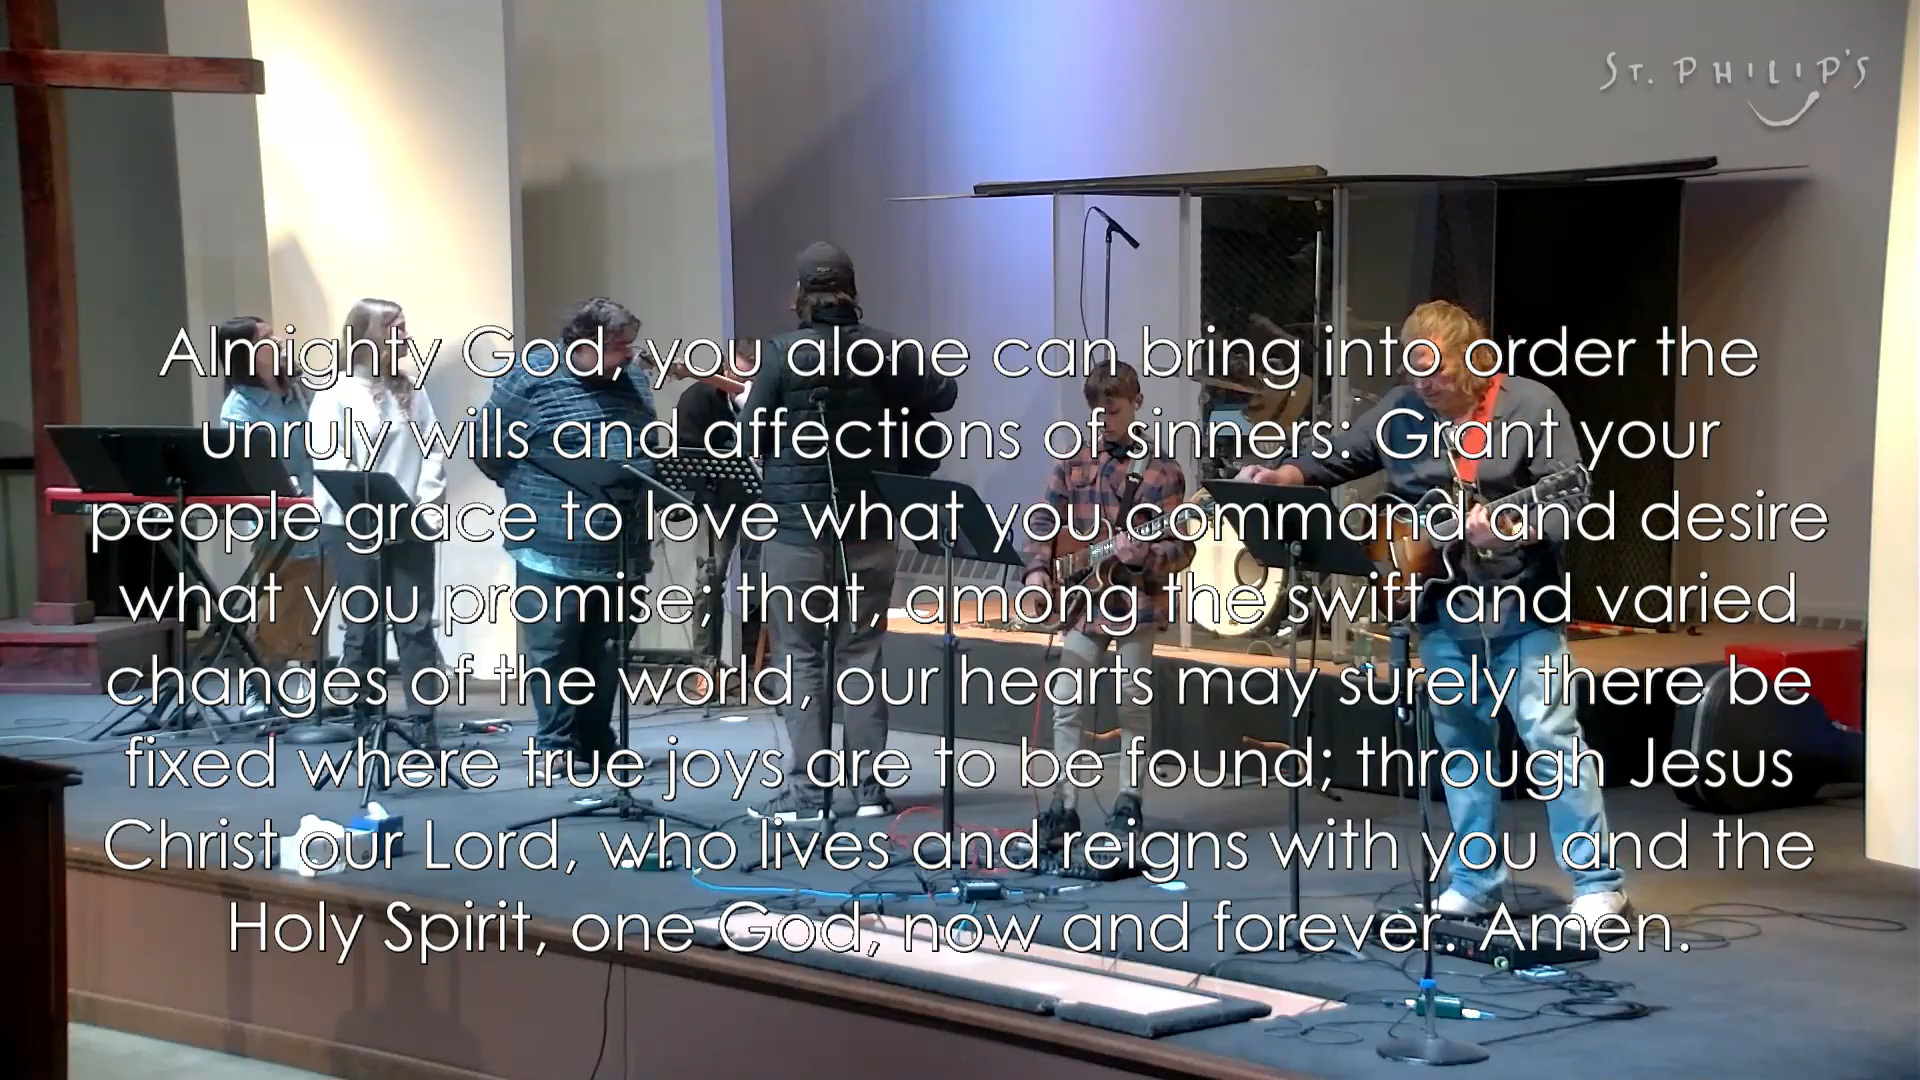 St. PHILIP'S
Almighty God, you alone can bring into order the
unruly wills and affections of sinners: Grant your
people grace to love what you command and desire
what you promise; that, among the swift and varied
changes of the world, our hearts may surely there be
fixed where true joys are to be found; through Jesus
Christ our Lord, who lives and reigns with you and the
Holy Spirit, one God, now and forever. Amen.